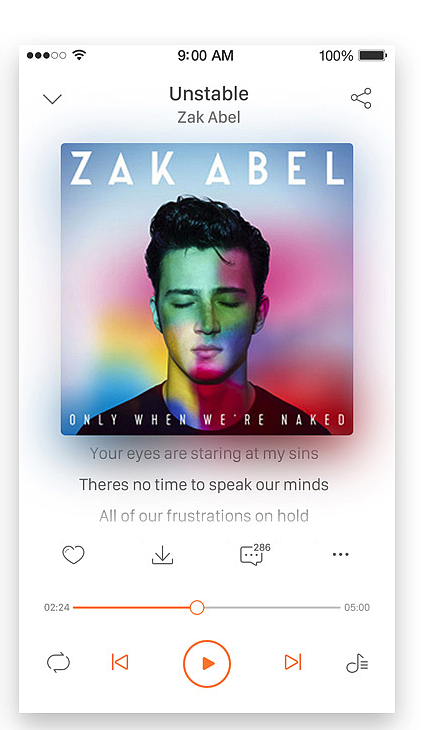 9:00 AM
100%
Unstable
Zak Abel
ZAK ABEL
ONLY WHEN WE'RE NAKED
Your eyes are staring at my sins
Theres no time to speak our minds
All of our frustrations on hold
286
02:24
05:00